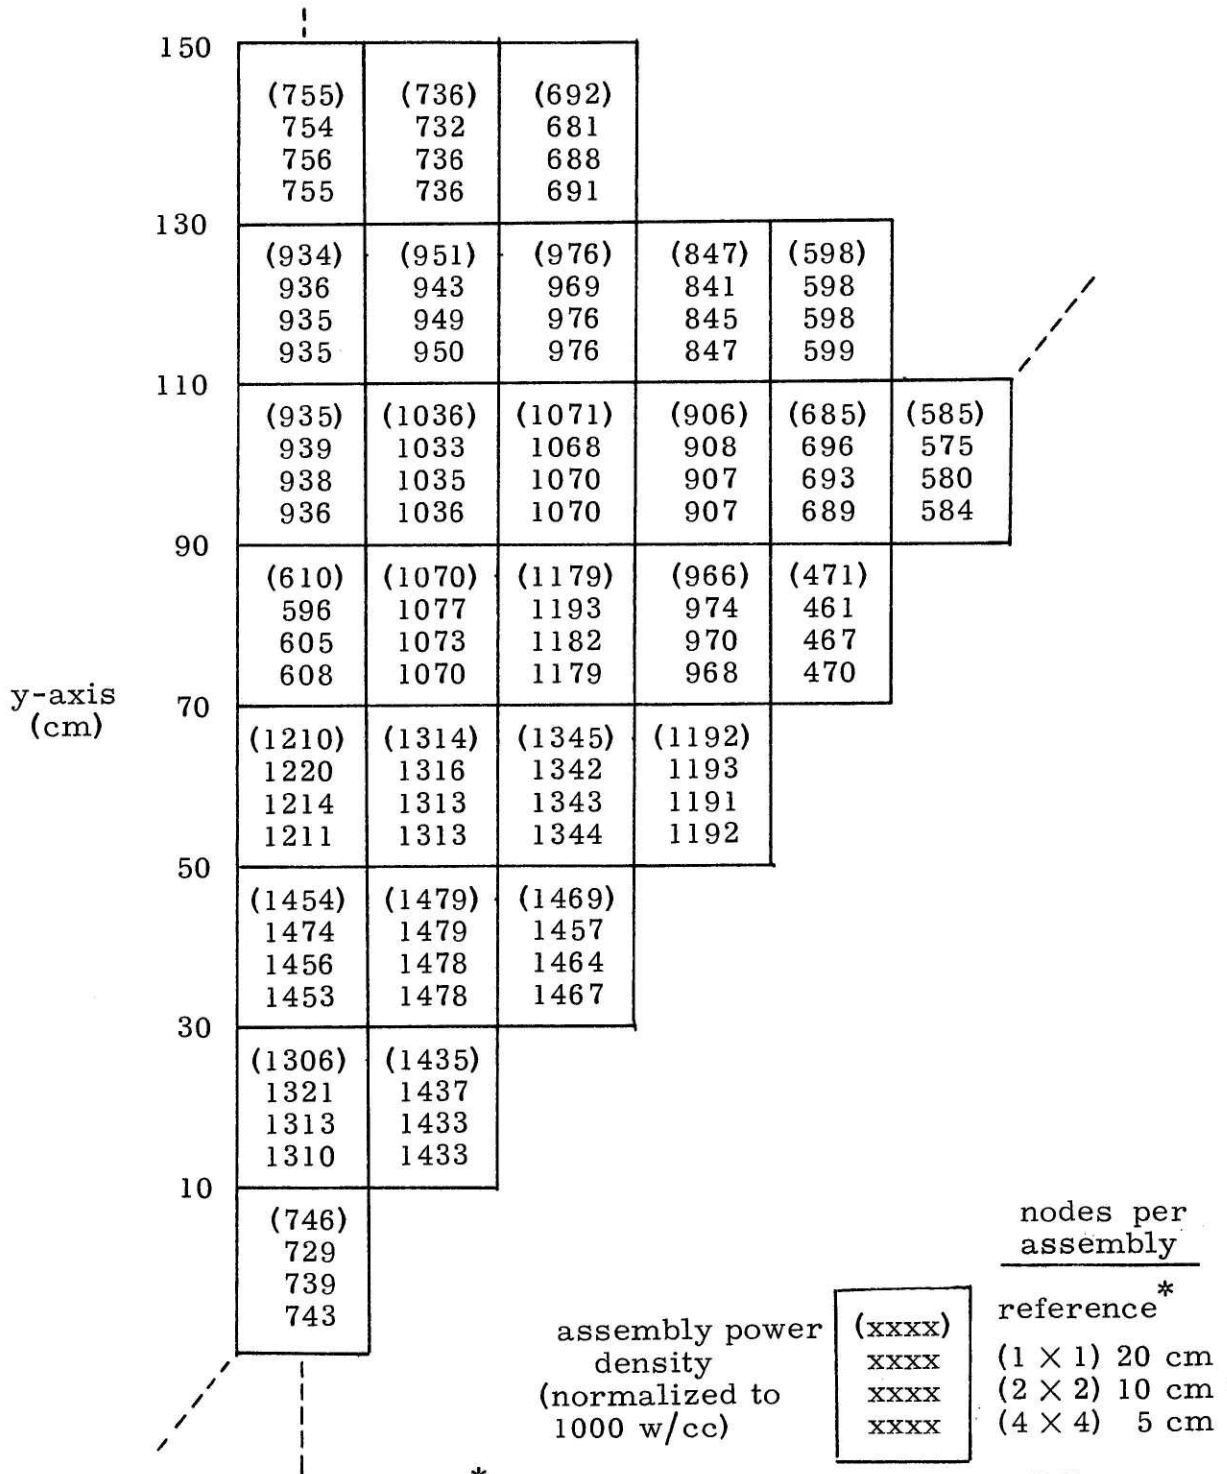 150
(755) (736) (692)
754 732 681
756 736 688
755 736 691
130
(934) (951) (976) (847) (598)
936 943 969 841 598
935 949 976 845 598
935 950 976 847 599
110
(935) (1036) (1071) (906) (685) (585)
939 1033 1068 908 696 575
938 1035 1070 907 693 580
936 1036 1070 907 689 584
90
(610) (1070) (1179) (966) (471)
596 1077 1193 974 461
605 1073 1182 970 467
608 1070 1179 968 470
y-axis
(cm)
70
(1210) (1314) (1345) (1192)
1220 1316 1342 1193
1214 1313 1343 1191
1211 1313 1344 1192
50
(1454) (1479) (1469)
1474 1479 1457
1456 1478 1464
1453 1478 1467
30
(1306) (1435)
1321 1437
1313 1433
1310 1433
10
(746)
729
739
743
nodes per
assembly
assembly power
density
(normalized to
1000 w/cc)
(xxxx)
xxxx
xxxx
xxxx
reference*
(1 × 1) 20 cm
(2 × 2) 10 cm
(4 × 4) 5 cm
*